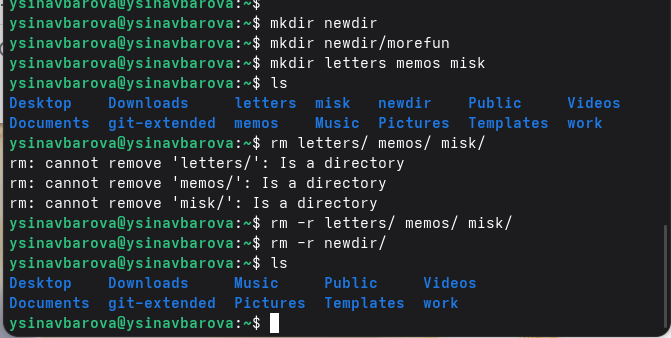 ysinavbarova@ysinavbarova:~$
ysinavbarova@ysinavbarova:~$ mkdir newdir
ysinavbarova@ysinavbarova:~$ mkdir newdir/morefun
ysinavbarova@ysinavbarova:~$ mkdir letters memos misk
ysinavbarova@ysinavbarova:~$ ls
Desktop    Downloads     letters  misk   newdir    Public     Videos
Documents  git-extended  memos    Music  Pictures  Templates  work
ysinavbarova@ysinavbarova:~$ rm letters/ memos/ misk/
rm: cannot remove 'letters/': Is a directory
rm: cannot remove 'memos/': Is a directory
rm: cannot remove 'misk/': Is a directory
ysinavbarova@ysinavbarova:~$ rm -r letters/ memos/ misk/
ysinavbarova@ysinavbarova:~$ rm -r newdir/
ysinavbarova@ysinavbarova:~$ ls
Desktop    Downloads     Music     Public     Videos
Documents  git-extended  Pictures  Templates  work
ysinavbarova@ysinavbarova:~$